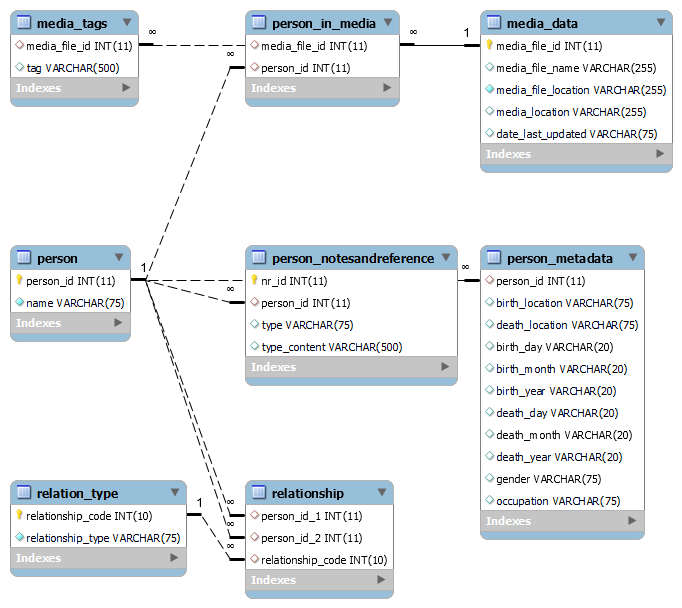 media_tags
media_file_id INT(11)
tag VARCHAR(500)
Indexes
person_in_media
media_file_id INT(11)
person_id INT(11)
Indexes
media_data
media_file_id INT(11)
media_file_name VARCHAR(255)
media_file_location VARCHAR(255)
media_location VARCHAR(255)
date_last_updated VARCHAR(75)
Indexes
∞
∞
∞
1
person
person_id INT(11)
name VARCHAR(75)
Indexes
1
person_notesandreference
nr_id INT(11)
person_id INT(11)
type VARCHAR(75)
type_content VARCHAR(500)
Indexes
∞
∞
person_metadata
person_id INT(11)
birth_location VARCHAR(75)
death_location VARCHAR(75)
birth_day VARCHAR(20)
birth_month VARCHAR(20)
birth_year VARCHAR(20)
death_day VARCHAR(20)
death_month VARCHAR(20)
death_year VARCHAR(20)
gender VARCHAR(75)
occupation VARCHAR(75)
Indexes
relation_type
relationship_code INT(10)
relationship_type VARCHAR(75)
Indexes
1
∞
∞
∞
relationship
person_id_1 INT(11)
person_id_2 INT(11)
relationship_code INT(10)
Indexes